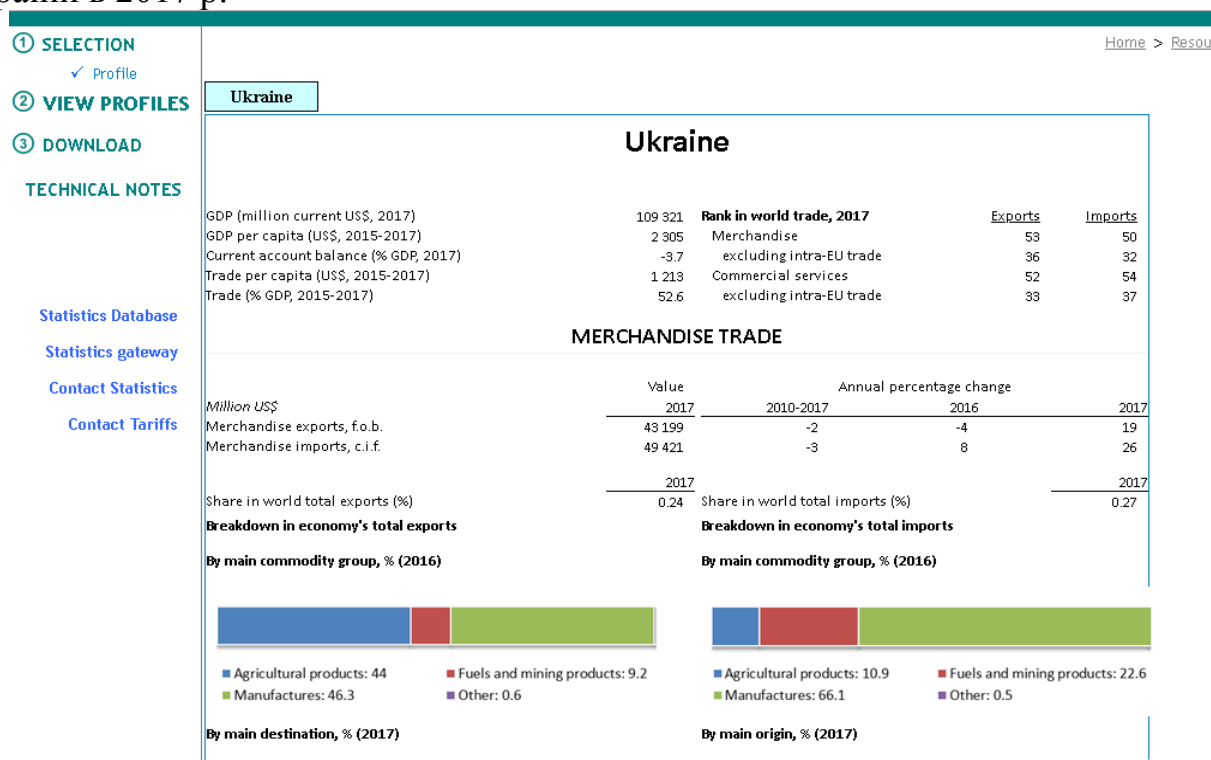 в 2017 р.
① SELECTION
Home > Resou
✓ Profile
② VIEW PROFILES
Ukraine
③ DOWNLOAD
Ukraine
TECHNICAL NOTES
GDP (million current US$, 2017) 109 321 Rank in world trade, 2017 Exports Imports
GDP per capita (US$, 2015-2017) 2 305 Merchandise 53 50
Current account balance (% GDP, 2017) -3.7 excluding intra-EU trade 36 32
Trade per capita (US$, 2015-2017) 1 213 Commercial services 52 54
Trade (% GDP, 2015-2017) 52.6 excluding intra-EU trade 33 37
Statistics Database
Statistics gateway
Contact Statistics
Contact Tariffs
MERCHANDISE TRADE
Value Annual percentage change
Million US$ 2017 2010-2017 2016 2017
Merchandise exports, f.o.b. 43 199 -2 -4 19
Merchandise imports, c.i.f. 49 421 -3 8 26
2017 2017
Share in world total exports (%) 0.24 Share in world total imports (%) 0.27
Breakdown in economy's total exports Breakdown in economy's total imports
By main commodity group, % (2016) By main commodity group, % (2016)
Agricultural products: 44 Fuels and mining products: 9.2 Agricultural products: 10.9 Fuels and mining products: 22.6
Manufactures: 46.3 Other: 0.6 Manufactures: 66.1 Other: 0.5
By main destination, % (2017) By main origin, % (2017)